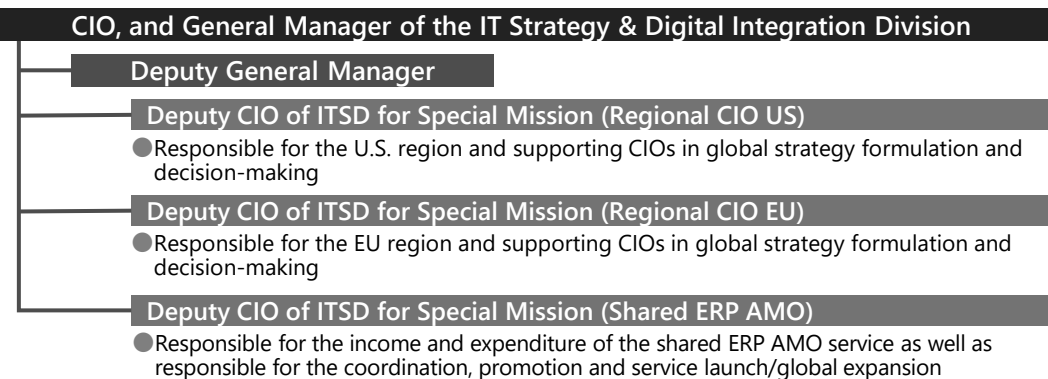 CIO, and General Manager of the IT Strategy & Digital Integration Division
Deputy General Manager
Deputy CIO of ITSD for Special Mission (Regional CIO US)
●Responsible for the U.S. region and supporting CIOs in global strategy formulation and
decision-making
Deputy CIO of ITSD for Special Mission (Regional CIO EU)
●Responsible for the EU region and supporting CIOs in global strategy formulation and
decision-making
Deputy CIO of ITSD for Special Mission (Shared ERP AMO)
●Responsible for the income and expenditure of the shared ERP AMO service as well as
responsible for the coordination, promotion and service launch/global expansion